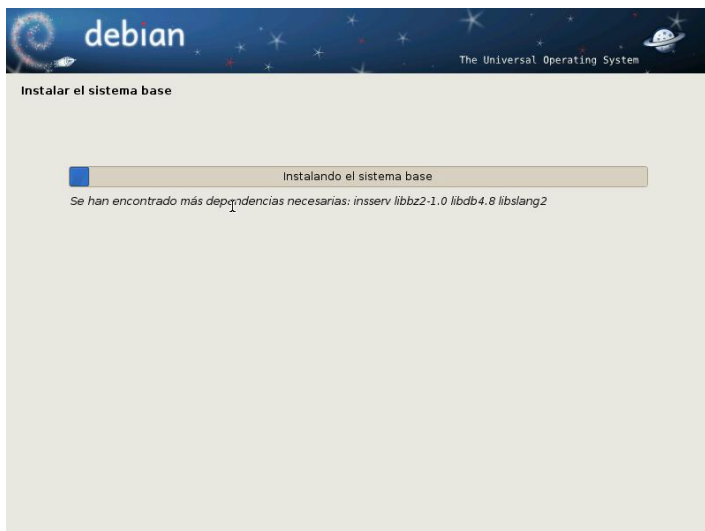 debian
The Universal Operating System
Instalar el sistema base
Instalando el sistema base
Se han encontrado más dependencias necesarias: insserv libbz2-1.0 libdb4.8 libslang2